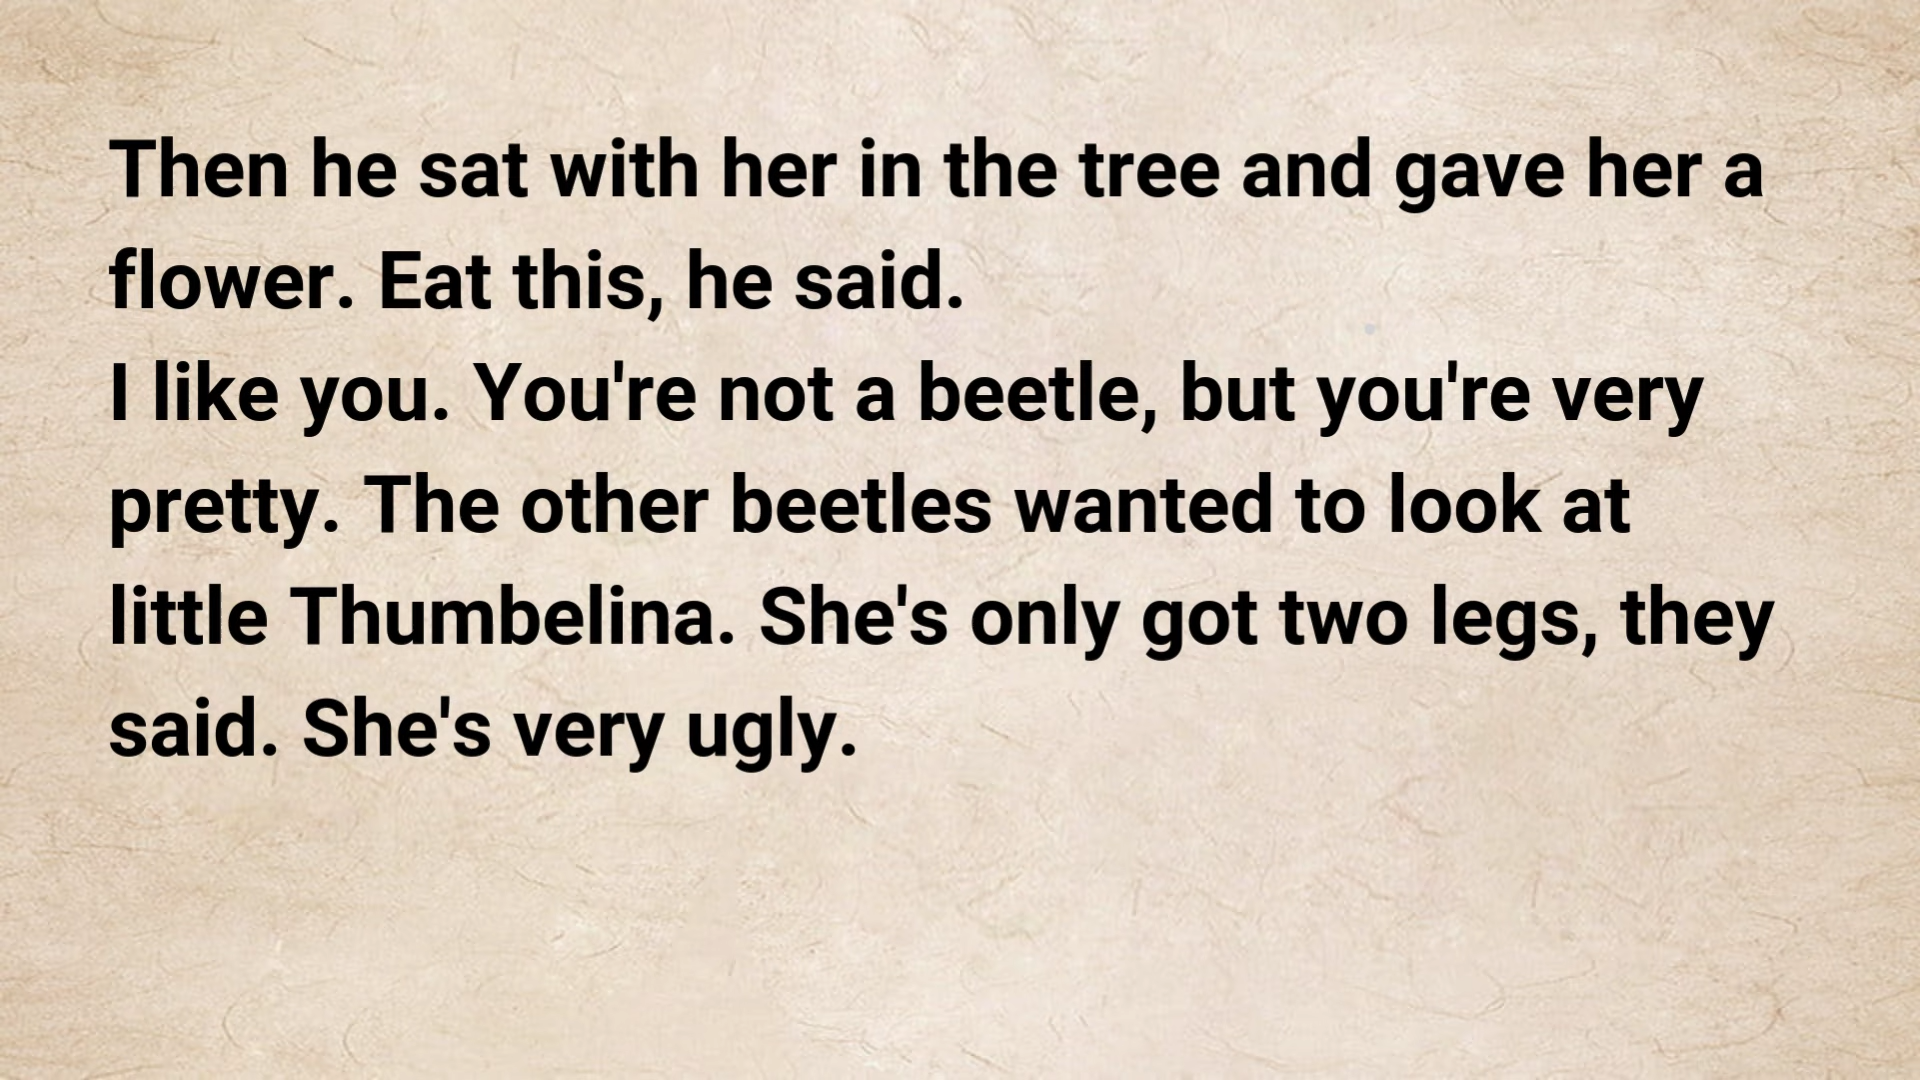 Then he sat with her in the tree and gave her a
flower. Eat this, he said.
I like you. You're not a beetle, but you're very
pretty. The other beetles wanted to look at
little Thumbelina. She's only got two legs, they
said. She's very ugly.